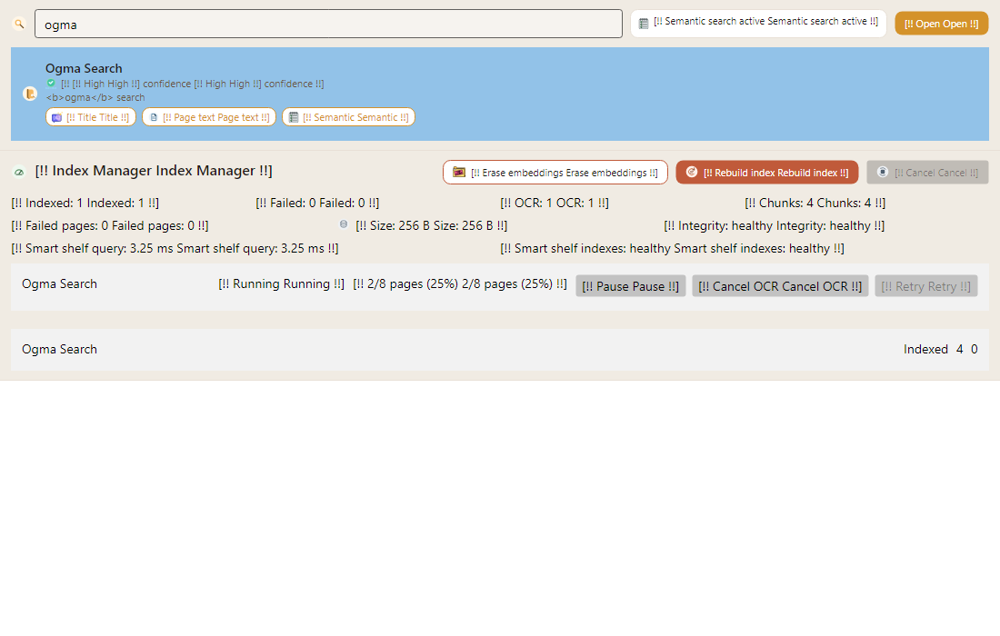 ogma
[!! Semantic search active Semantic search active !!]
[!! Open Open !!]
Ogma Search
[!! [!! High High !!] confidence [!! High High !!] confidence !!]
<b>ogma</b> search
[!! Title Title !!]
[!! Page text Page text !!]
[!! Semantic Semantic !!]
[!! Index Manager Index Manager !!]
[!! Erase embeddings Erase embeddings !!]
[!! Rebuild index Rebuild index !!]
[!! Cancel Cancel !!]
[!! Indexed: 1 Indexed: 1 !!]
[!! Failed: 0 Failed: 0 !!]
[!! OCR: 1 OCR: 1 !!]
[!! Chunks: 4 Chunks: 4 !!]
[!! Failed pages: 0 Failed pages: 0 !!]
[!! Size: 256 B Size: 256 B !!]
[!! Integrity: healthy Integrity: healthy !!]
[!! Smart shelf query: 3.25 ms Smart shelf query: 3.25 ms !!]
[!! Smart shelf indexes: healthy Smart shelf indexes: healthy !!]
Ogma Search
[!! Running Running !!]
[!! 2/8 pages (25%) 2/8 pages (25%) !!]
[!! Pause Pause !!]
[!! Cancel OCR Cancel OCR !!]
[!! Retry Retry !!]
Ogma Search
Indexed 4 0